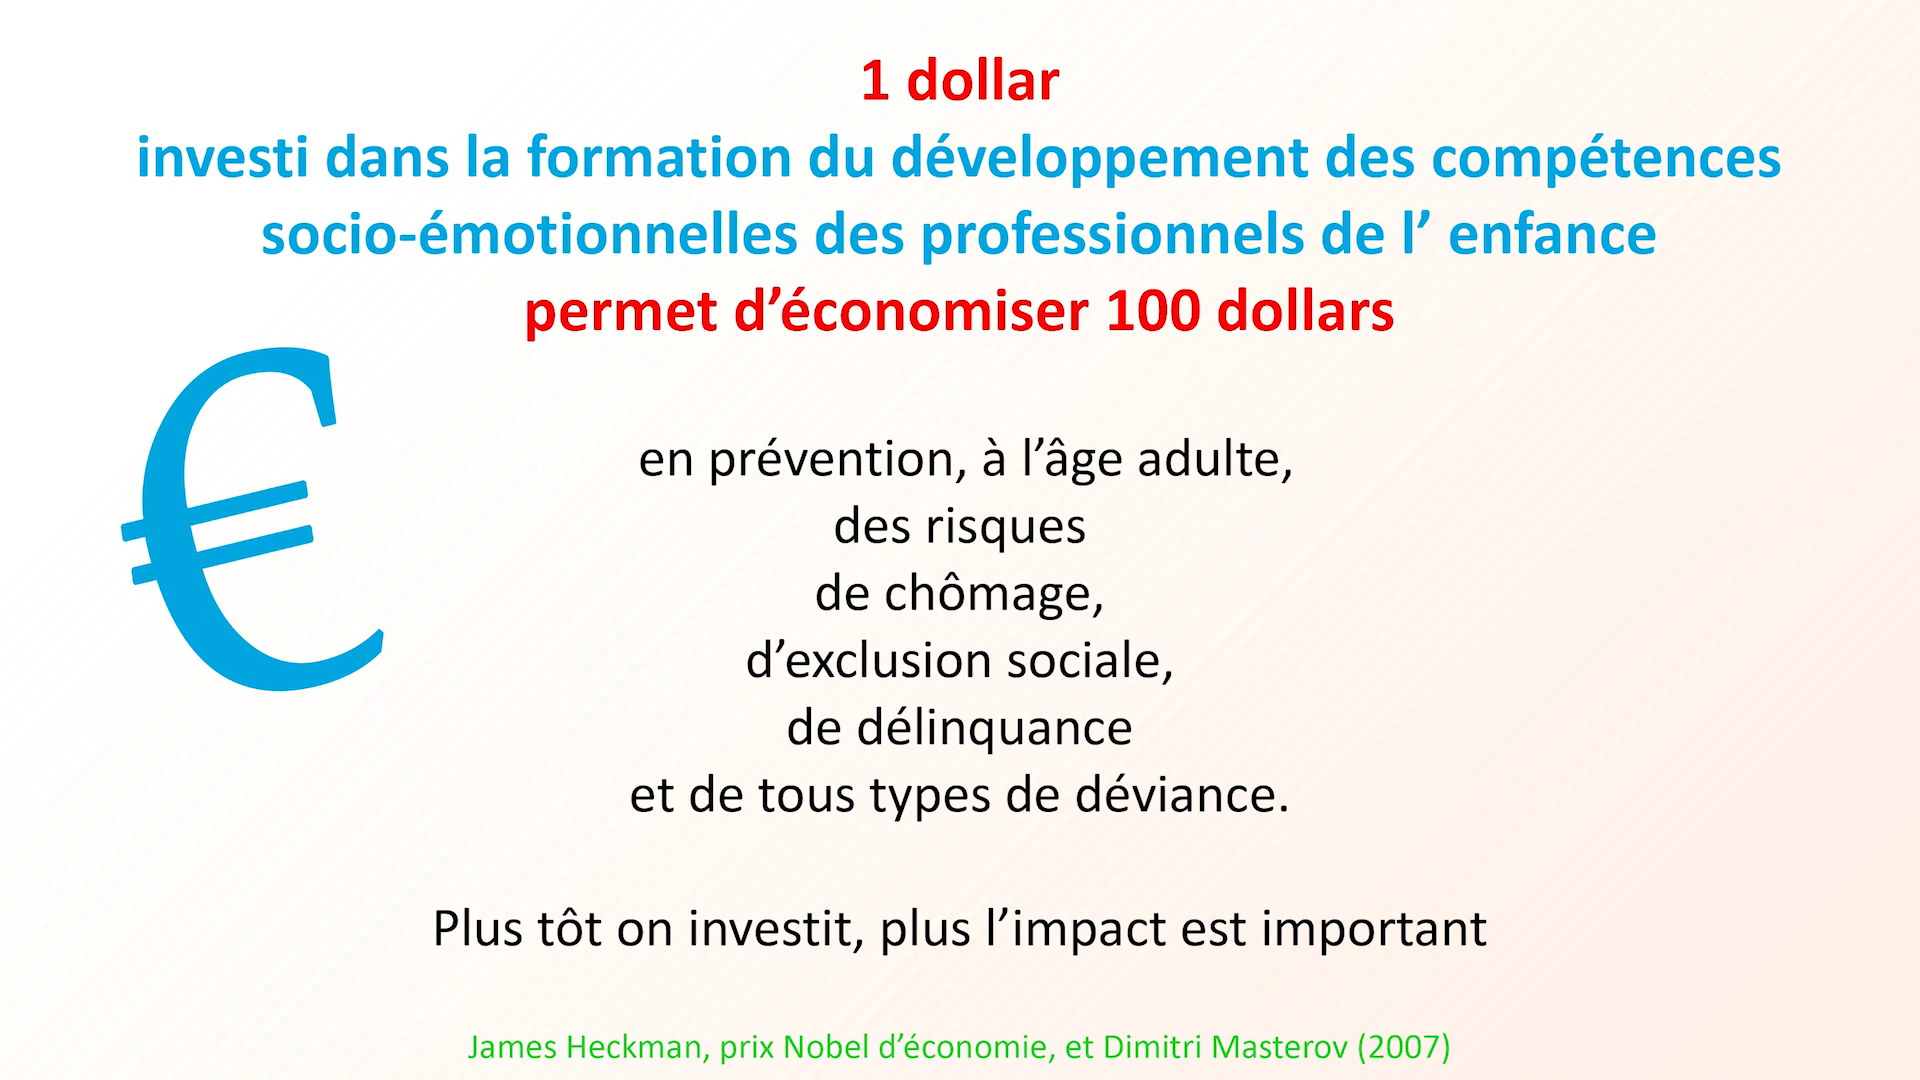 1 dollar
investi dans la formation du développement des compétences
socio-émotionnelles des professionnels de l’ enfance
permet d’économiser 100 dollars
€
en prévention, à l’âge adulte,
des risques
de chômage,
d’exclusion sociale,
de délinquance
et de tous types de déviance.
Plus tôt on investit, plus l’impact est important
James Heckman, prix Nobel d’économie, et Dimitri Masterov (2007)